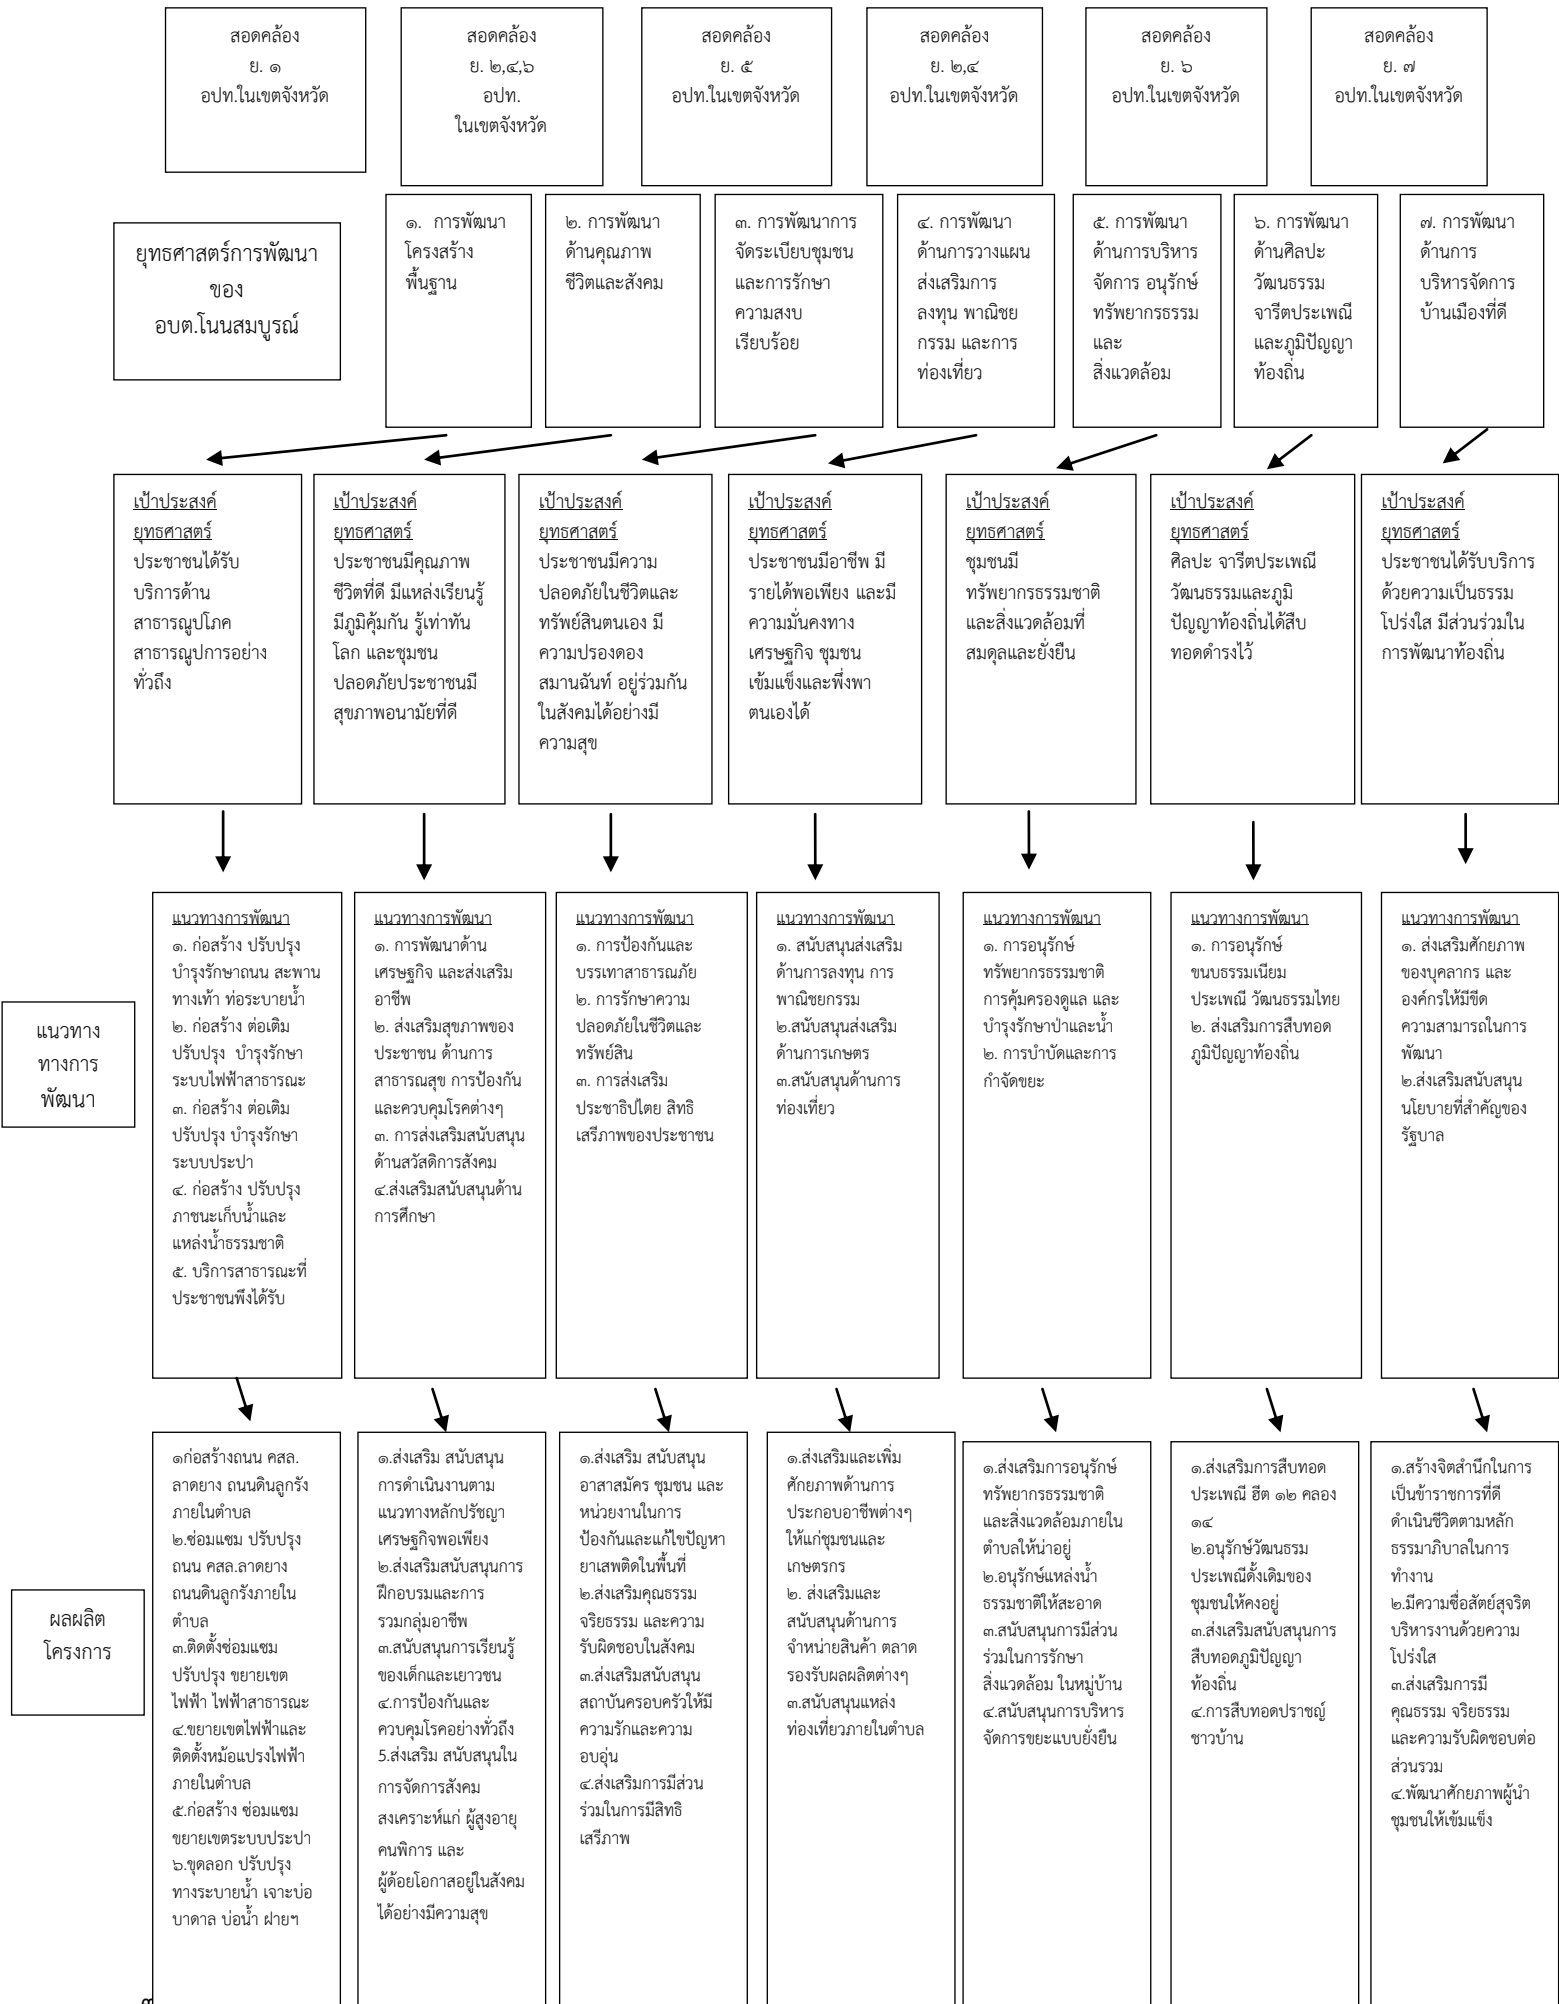 สอดคล้อง
ย. ๑
อปท.ในเขตจังหวัด
สอดคล้อง
ย. ๒,๔,๖
อปท.
ในเขตจังหวัด
สอดคล้อง
ย. ๕
อปท.ในเขตจังหวัด
สอดคล้อง
ย. ๒,๔
อปท.ในเขตจังหวัด
สอดคล้อง
ย. ๖
อปท.ในเขตจังหวัด
สอดคล้อง
ย. ๗
อปท.ในเขตจังหวัด
ยุทธศาสตร์การพัฒนา
ของ
อบต.โนนสมบูรณ์
๑. การพัฒนา
โครงสร้าง
พื้นฐาน
๒. การพัฒนา
ด้านคุณภาพ
ชีวิตและสังคม
๓. การพัฒนาการ
จัดระเบียบชุมชน
และการรักษา
ความสงบ
เรียบร้อย
๔. การพัฒนา
ด้านการวางแผน
ส่งเสริมการ
ลงทุน พาณิชย
กรรม และการ
ท่องเที่ยว
๕. การพัฒนา
ด้านการบริหาร
จัดการ อนุรักษ์
ทรัพยากรธรรม
และ
สิ่งแวดล้อม
๖. การพัฒนา
ด้านศิลปะ
วัฒนธรรม
จารีตประเพณี
และภูมิปัญญา
ท้องถิ่น
๗. การพัฒนา
ด้านการ
บริหารจัดการ
บ้านเมืองที่ดี
เป้าประสงค์
ยุทธศาสตร์
ประชาชนได้รับ
บริการด้าน
สาธารณูปโภค
สาธารณูปการอย่าง
ทั่วถึง
เป้าประสงค์
ยุทธศาสตร์
ประชาชนมีคุณภาพ
ชีวิตที่ดี มีแหล่งเรียนรู้
มีภูมิคุ้มกัน รู้เท่าทัน
โลก และชุมชน
ปลอดภัยประชาชนมี
สุขภาพอนามัยที่ดี
เป้าประสงค์
ยุทธศาสตร์
ประชาชนมีความ
ปลอดภัยในชีวิตและ
ทรัพย์สินตนเอง มี
ความปรองดอง
สมานฉันท์ อยู่ร่วมกัน
ในสังคมได้อย่างมี
ความสุข
เป้าประสงค์
ยุทธศาสตร์
ประชาชนมีอาชีพ มี
รายได้พอเพียง และมี
ความมั่นคงทาง
เศรษฐกิจ ชุมชน
เข้มแข็งและพึ่งพา
ตนเองได้
เป้าประสงค์
ยุทธศาสตร์
ชุมชนมี
ทรัพยากรธรรมชาติ
และสิ่งแวดล้อมที่
สมดุลและยั่งยืน
เป้าประสงค์
ยุทธศาสตร์
ศิลปะ จารีตประเพณี
วัฒนธรรมและภูมิ
ปัญญาท้องถิ่นได้สืบ
ทอดดำรงไว้
เป้าประสงค์
ยุทธศาสตร์
ประชาชนได้รับบริการ
ด้วยความเป็นธรรม
โปร่งใส มีส่วนร่วมใน
การพัฒนาท้องถิ่น
แนวทาง
ทางการ
พัฒนา
แนวทางการพัฒนา
๑. ก่อสร้าง ปรับปรุง
บำรุงรักษาถนน สะพาน
ทางเท้า ท่อระบายน้ำ
๒. ก่อสร้าง ต่อเติม
ปรับปรุง บำรุงรักษา
ระบบไฟฟ้าสาธารณะ
๓. ก่อสร้าง ต่อเติม
ปรับปรุง บำรุงรักษา
ระบบประปา
๔. ก่อสร้าง ปรับปรุง
ภาชนะเก็บน้ำและ
แหล่งน้ำธรรมชาติ
๕. บริการสาธารณะที่
ประชาชนพึงได้รับ
แนวทางการพัฒนา
๑. การพัฒนาด้าน
เศรษฐกิจ และส่งเสริม
อาชีพ
๒. ส่งเสริมสุขภาพของ
ประชาชน ด้านการ
สาธารณสุข การป้องกัน
และควบคุมโรคต่างๆ
๓. การส่งเสริมสนับสนุน
ด้านสวัสดิการสังคม
๔.ส่งเสริมสนับสนุนด้าน
การศึกษา
แนวทางการพัฒนา
๑. การป้องกันและ
บรรเทาสาธารณภัย
๒. การรักษาความ
ปลอดภัยในชีวิตและ
ทรัพย์สิน
๓. การส่งเสริม
ประชาธิปไตย สิทธิ
เสรีภาพของประชาชน
แนวทางการพัฒนา
๑. สนับสนุนส่งเสริม
ด้านการลงทุน การ
พาณิชยกรรม
๒.สนับสนุนส่งเสริม
ด้านการเกษตร
๓.สนับสนุนด้านการ
ท่องเที่ยว
แนวทางการพัฒนา
๑. การอนุรักษ์
ทรัพยากรธรรมชาติ
การคุ้มครองดูแล และ
บำรุงรักษาป่าและน้ำ
๒. การบำบัดและการ
กำจัดขยะ
แนวทางการพัฒนา
๑. การอนุรักษ์
ขนบธรรมเนียม
ประเพณี วัฒนธรรมไทย
๒. ส่งเสริมการสืบทอด
ภูมิปัญญาท้องถิ่น
แนวทางการพัฒนา
๑. ส่งเสริมศักยภาพ
ของบุคลากร และ
องค์กรให้มีขีด
ความสามารถในการ
พัฒนา
๒.ส่งเสริมสนับสนุน
นโยบายที่สำคัญของ
รัฐบาล
ผลผลิต
โครงการ
๑ก่อสร้างถนน คสล.
ลาดยาง ถนนดินลูกรัง
ภายในตำบล
๒.ซ่อมแซม ปรับปรุง
ถนน คสล.ลาดยาง
ถนนดินลูกรังภายใน
ตำบล
๓.ติดตั้งซ่อมแซม
ปรับปรุง ขยายเขต
ไฟฟ้า ไฟฟ้าสาธารณะ
๔.ขยายเขตไฟฟ้าและ
ติดตั้งหม้อแปรงไฟฟ้า
ภายในตำบล
๕.ก่อสร้าง ซ่อมแซม
ขยายเขตระบบประปา
๖.ขุดลอก ปรับปรุง
ทางระบายน้ำ เจาะบ่อ
บาดาล บ่อน้ำ ฝายฯ
๑.ส่งเสริม สนับสนุน
การดำเนินงานตาม
แนวทางหลักปรัชญา
เศรษฐกิจพอเพียง
๒.ส่งเสริมสนับสนุนการ
ฝึกอบรมและการ
รวมกลุ่มอาชีพ
๓.สนับสนุนการเรียนรู้
ของเด็กและเยาวชน
๔.การป้องกันและ
ควบคุมโรคอย่างทั่วถึง
5.ส่งเสริม สนับสนุนใน
การจัดการสังคม
สงเคราะห์แก่ ผู้สูงอายุ
คนพิการ และ
ผู้ด้อยโอกาสอยู่ในสังคม
ได้อย่างมีความสุข
๑.ส่งเสริม สนับสนุน
อาสาสมัคร ชุมชน และ
หน่วยงานในการ
ป้องกันและแก้ไขปัญหา
ยาเสพติดในพื้นที่
๒.ส่งเสริมคุณธรรม
จริยธรรม และความ
รับผิดชอบในสังคม
๓.ส่งเสริมสนับสนุน
สถาบันครอบครัวให้มี
ความรักและความ
อบอุ่น
๔.ส่งเสริมการมีส่วน
ร่วมในการมีสิทธิ
เสรีภาพ
๑.ส่งเสริมและเพิ่ม
ศักยภาพด้านการ
ประกอบอาชีพต่างๆ
ให้แก่ชุมชนและ
เกษตรกร
๒. ส่งเสริมและ
สนับสนุนด้านการ
จำหน่ายสินค้า ตลาด
รองรับผลผลิตต่างๆ
๓.สนับสนุนแหล่ง
ท่องเที่ยวภายในตำบล
๑.ส่งเสริมการอนุรักษ์
ทรัพยากรธรรมชาติ
และสิ่งแวดล้อมภายใน
ตำบลให้น่าอยู่
๒.อนุรักษ์แหล่งน้ำ
ธรรมชาติให้สะอาด
๓.สนับสนุนการมีส่วน
ร่วมในการรักษา
สิ่งแวดล้อม ในหมู่บ้าน
๔.สนับสนุนการบริหาร
จัดการขยะแบบยั่งยืน
๑.ส่งเสริมการสืบทอด
ประเพณี ฮีต ๑๒ คลอง
๑๔
๒.อนุรักษ์วัฒนธรม
ประเพณีดั้งเดิมของ
ชุมชนให้คงอยู่
๓.ส่งเสริมสนับสนุนการ
สืบทอดภูมิปัญญา
ท้องถิ่น
๔.การสืบทอดปราชญ์
ชาวบ้าน
๑.สร้างจิตสำนึกในการ
เป็นข้าราชการที่ดี
ดำเนินชีวิตตามหลัก
ธรรมาภิบาลในการ
ทำงาน
๒.มีความซื่อสัตย์สุจริต
บริหารงานด้วยความ
โปร่งใส
๓.ส่งเสริมการมี
คุณธรรม จริยธรรม
และความรับผิดชอบต่อ
ส่วนรวม
๔.พัฒนาศักยภาพผู้นำ
ชุมชนให้เข้มแข็ง